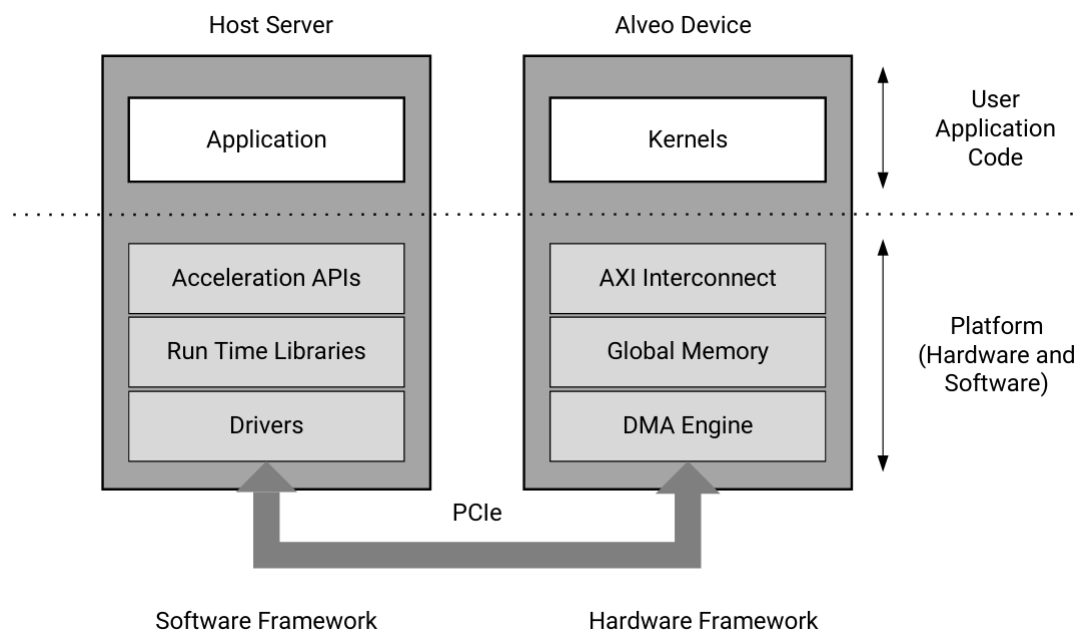 Host Server
Alveo Device
Application
Kernels
User
Application
Code
Acceleration APIs
AXI Interconnect
Run Time Libraries
Global Memory
Platform
(Hardware and
Software)
Drivers
DMA Engine
PCIe
Software Framework
Hardware Framework